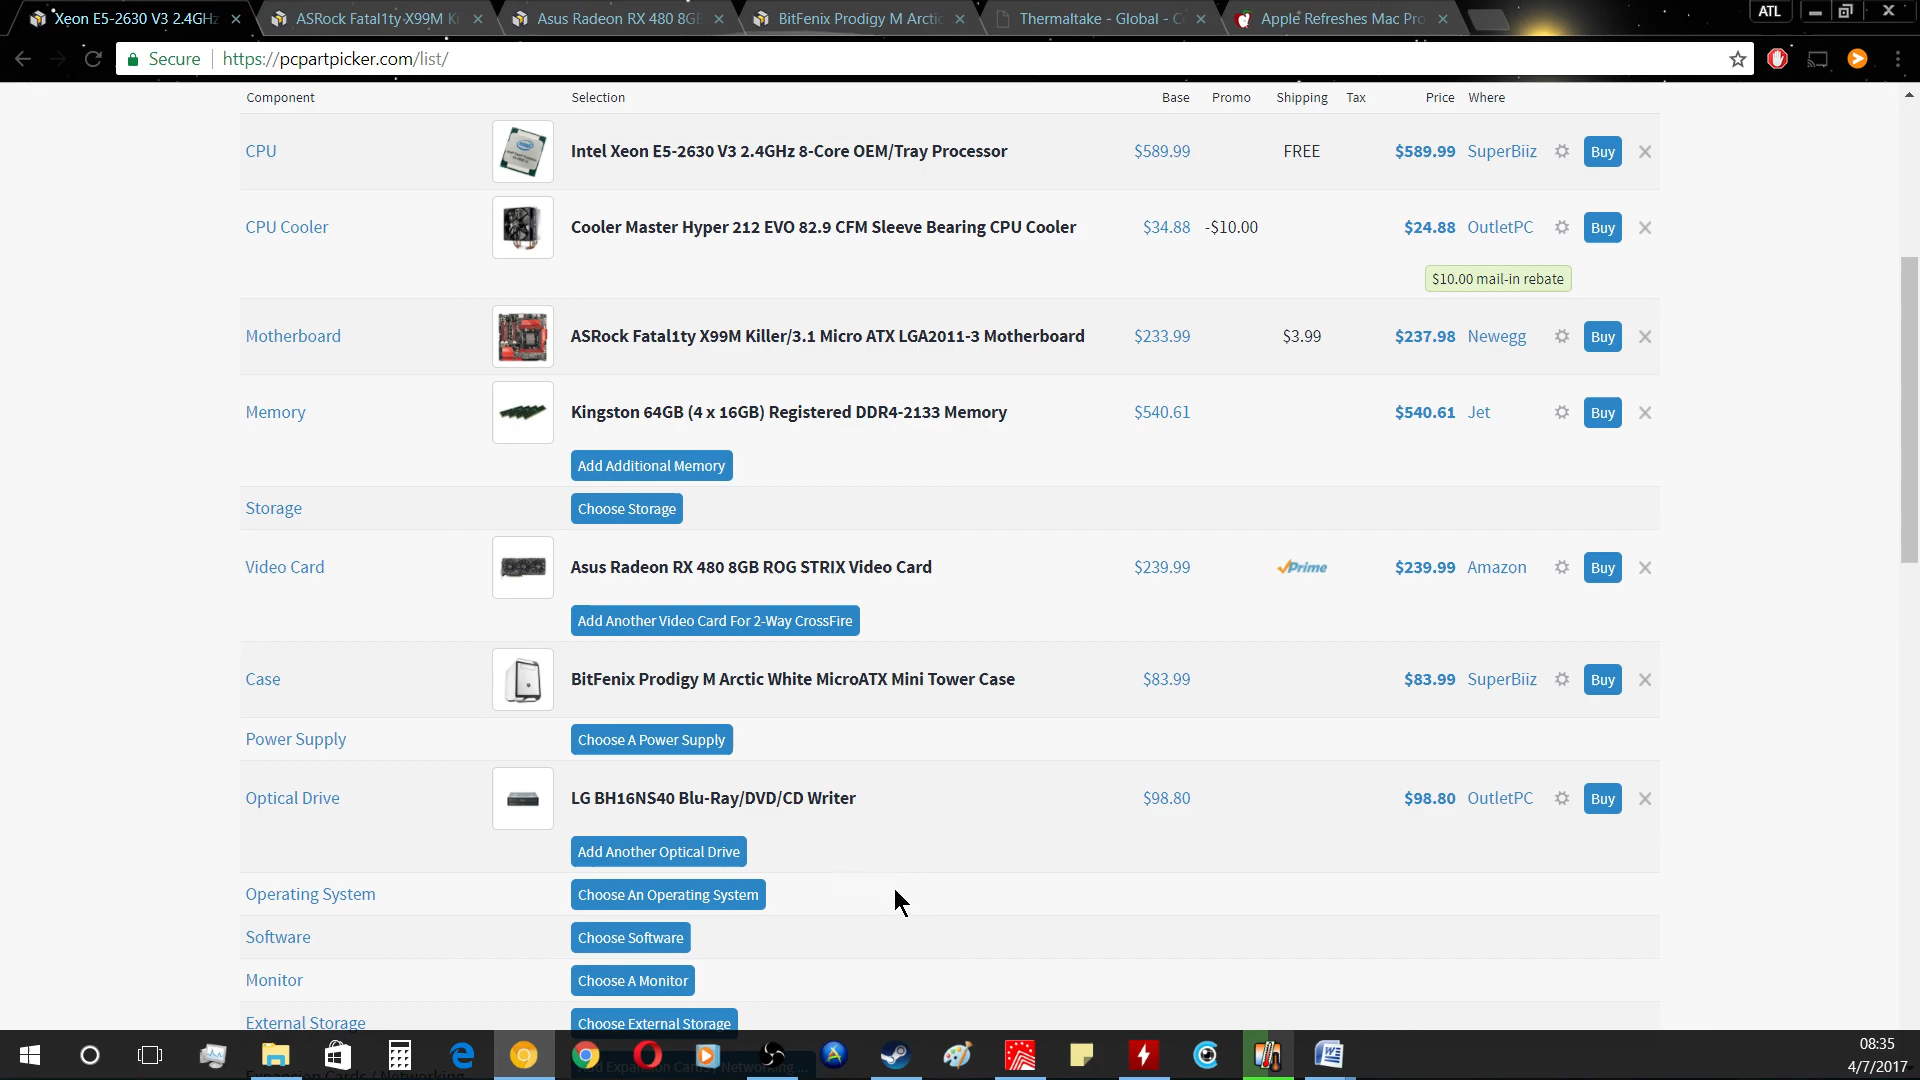 Xeon E5-2630 V3 2.4GHz
ASRock Fatal1ty X99M Ki
Asus Radeon RX 480 8GB
BitFenix Prodigy M Arctic
Thermaltake - Global - C
Apple Refreshes Mac Pro
ATL
Secure
https://pcpartpicker.com/list/
Component Selection Base Promo Shipping Tax Price Where
CPU Intel Xeon E5-2630 V3 2.4GHz 8-Core OEM/Tray Processor $589.99 FREE $589.99 SuperBiiz Buy
CPU Cooler Cooler Master Hyper 212 EVO 82.9 CFM Sleeve Bearing CPU Cooler $34.88 -$10.00 $24.88 OutletPC Buy
$10.00 mail-in rebate
Motherboard ASRock Fatal1ty X99M Killer/3.1 Micro ATX LGA2011-3 Motherboard $233.99 $3.99 $237.98 Newegg Buy
Memory Kingston 64GB (4 x 16GB) Registered DDR4-2133 Memory $540.61 $540.61 Jet Buy
Add Additional Memory
Storage Choose Storage
Video Card Asus Radeon RX 480 8GB ROG STRIX Video Card $239.99 Prime $239.99 Amazon Buy
Add Another Video Card For 2-Way CrossFire
Case BitFenix Prodigy M Arctic White MicroATX Mini Tower Case $83.99 $83.99 SuperBiiz Buy
Power Supply Choose A Power Supply
Optical Drive LG BH16NS40 Blu-Ray/DVD/CD Writer $98.80 $98.80 OutletPC Buy
Add Another Optical Drive
Operating System Choose An Operating System
Software Choose Software
Monitor Choose A Monitor
External Storage Choose External Storage
Expansion Cards / Networking Add Expansion Cards / Networking ...
08:35
4/7/2017